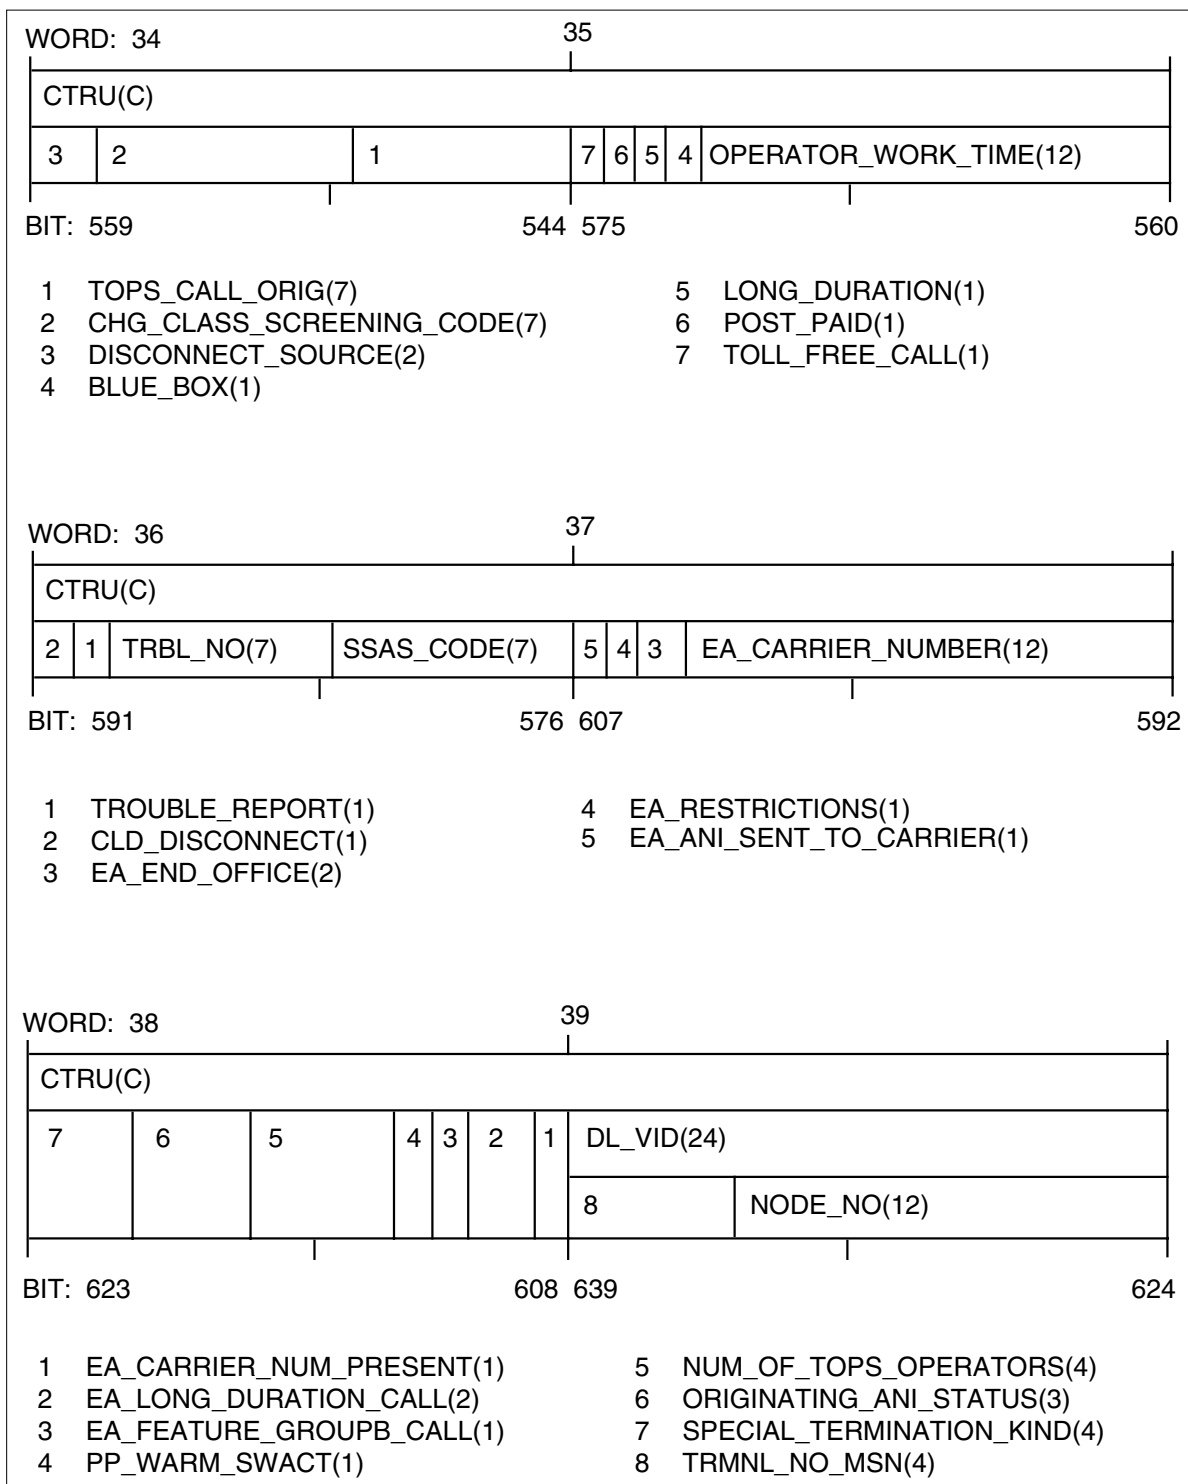 WORD: 34 35
CTRU(C)
3 2 1 7 6 5 4 OPERATOR_WORK_TIME(12)
BIT: 559 544 575 560
1 TOPS_CALL_ORIG(7) 5 LONG_DURATION(1)
2 CHG_CLASS_SCREENING_CODE(7) 6 POST_PAID(1)
3 DISCONNECT_SOURCE(2) 7 TOLL_FREE_CALL(1)
4 BLUE_BOX(1)
WORD: 36 37
CTRU(C)
2 1 TRBL_NO(7) SSAS_CODE(7) 5 4 3 EA_CARRIER_NUMBER(12)
BIT: 591 576 607 592
1 TROUBLE_REPORT(1) 4 EA_RESTRICTIONS(1)
2 CLD_DISCONNECT(1) 5 EA_ANI_SENT_TO_CARRIER(1)
3 EA_END_OFFICE(2)
WORD: 38 39
CTRU(C)
7 6 5 4 3 2 1 DL_VID(24)
8 NODE_NO(12)
BIT: 623 608 639 624
1 EA_CARRIER_NUM_PRESENT(1) 5 NUM_OF_TOPS_OPERATORS(4)
2 EA_LONG_DURATION_CALL(2) 6 ORIGINATING_ANI_STATUS(3)
3 EA_FEATURE_GROUPB_CALL(1) 7 SPECIAL_TERMINATION_KIND(4)
4 PP_WARM_SWACT(1) 8 TRMNL_NO_MSN(4)